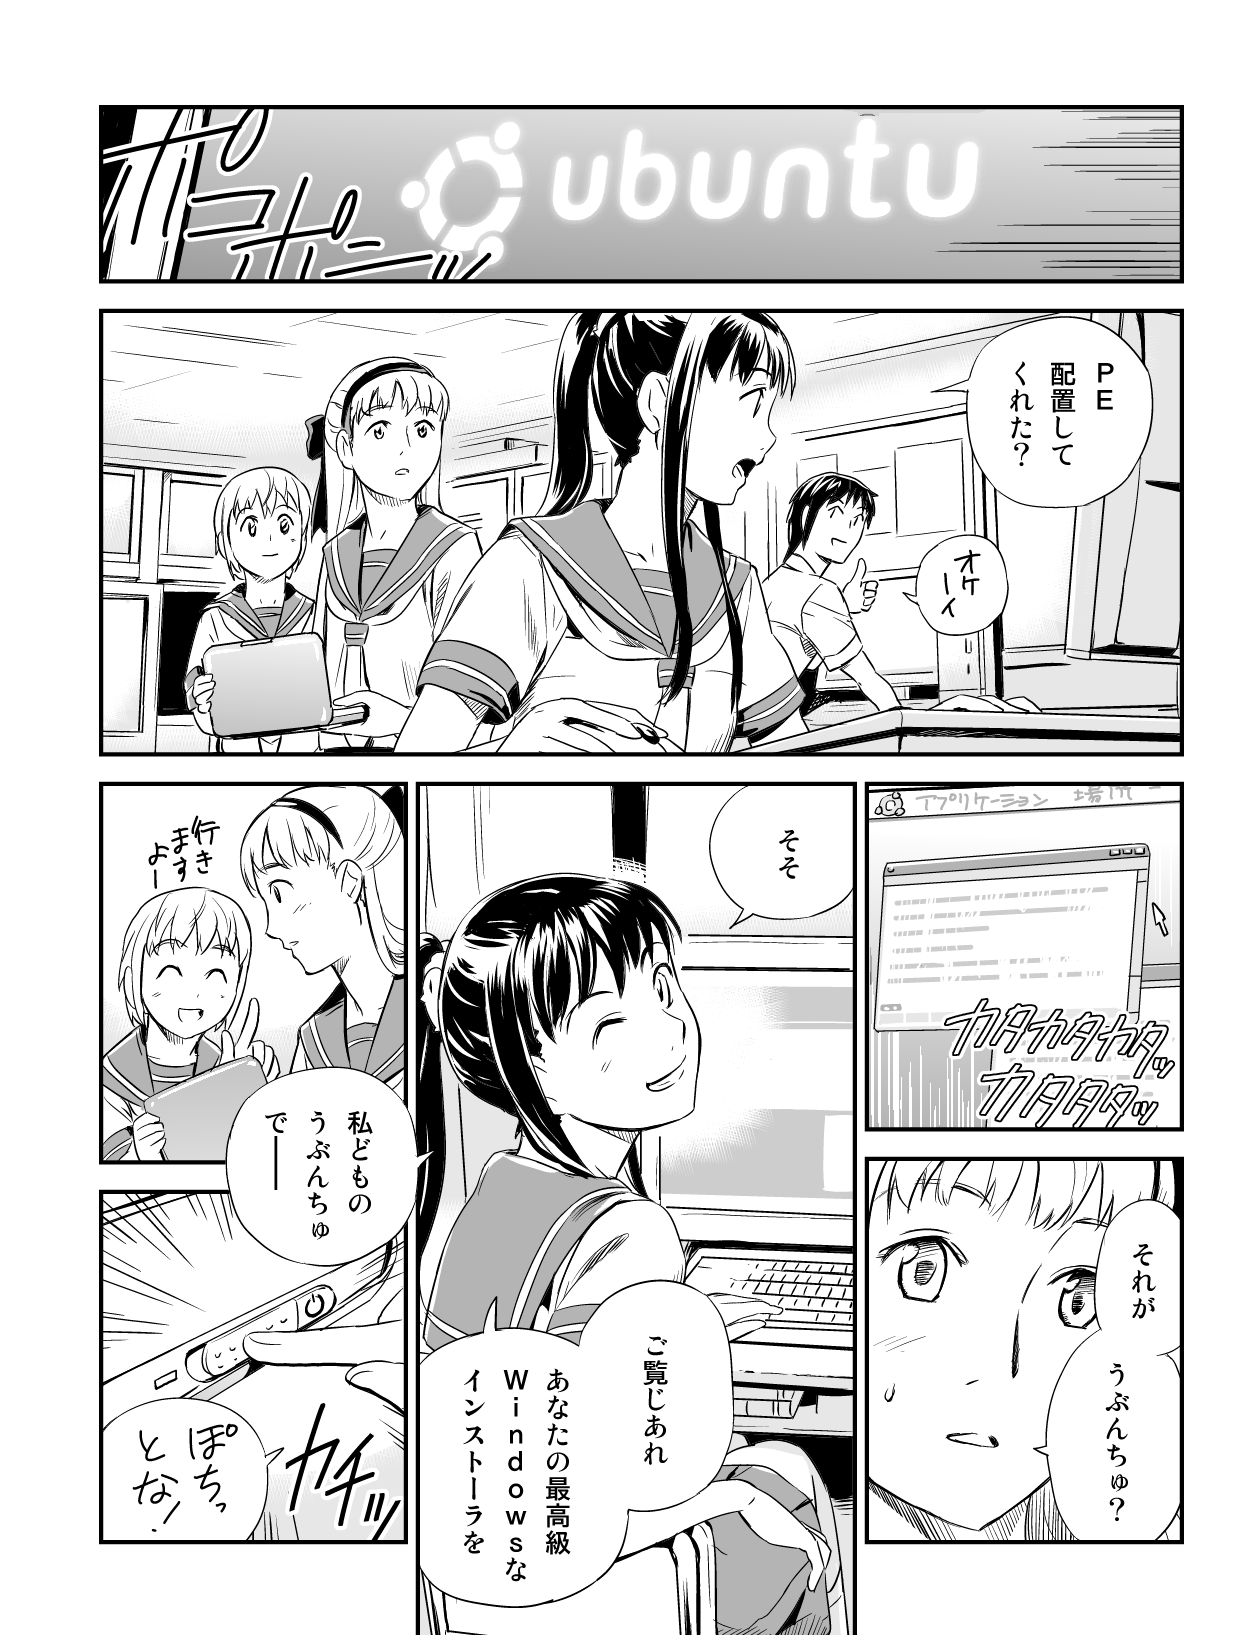 ポコポーンッ
ubuntu
PE
配置して
くれた?
オケ
ーィ
アプリケーション 場所
カタカタカタッ
カタタタッ
それが
うぶんちゅ?
そそ
ご覧じあれ
あなたの最高級
Windowsな
インストーラを
私どもの
うぶんちゅ
で――
行き
ます
よー
ぽちっ
とな!
カチッ